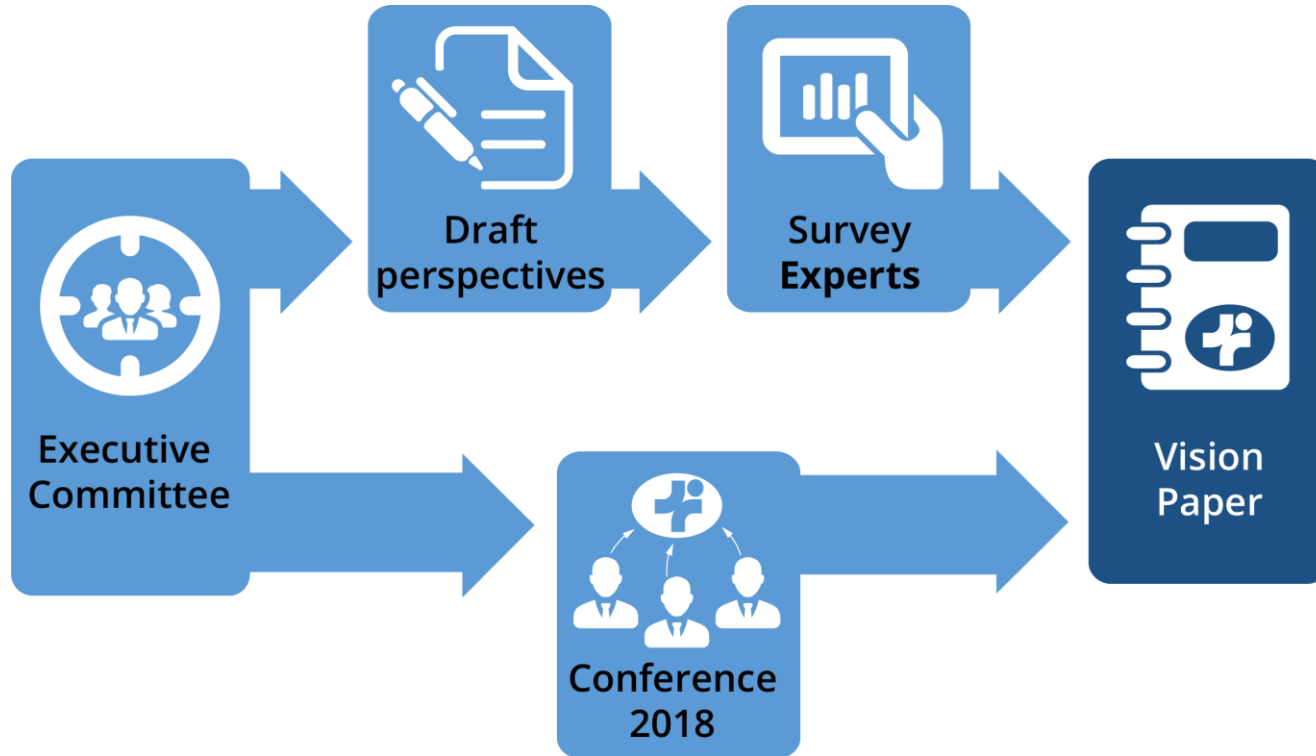 Executive
Committee
Draft
perspectives
Survey
Experts
Conference
2018
Vision
Paper